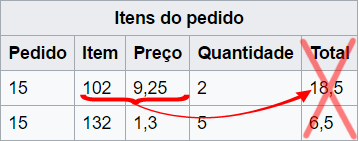 Itens do pedido
Pedido Item Preço Quantidade Total
15 102 9,25 2 18,5
15 132 1,3 5 6,5